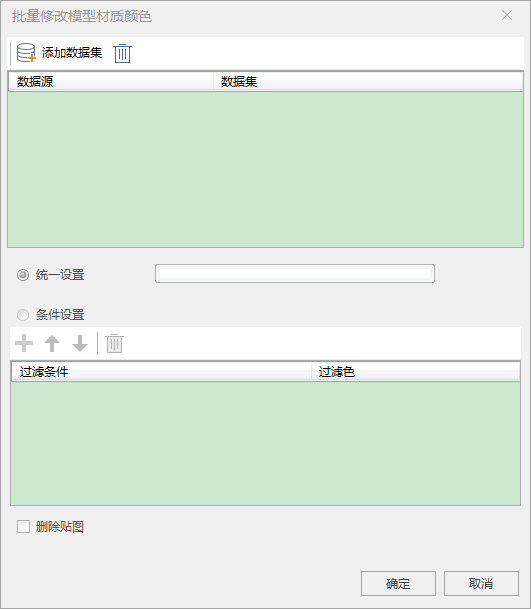 批量修改模型材质颜色
添加数据集
数据源 数据集
统一设置
条件设置
过滤条件 过滤色
删除贴图
确定 取消